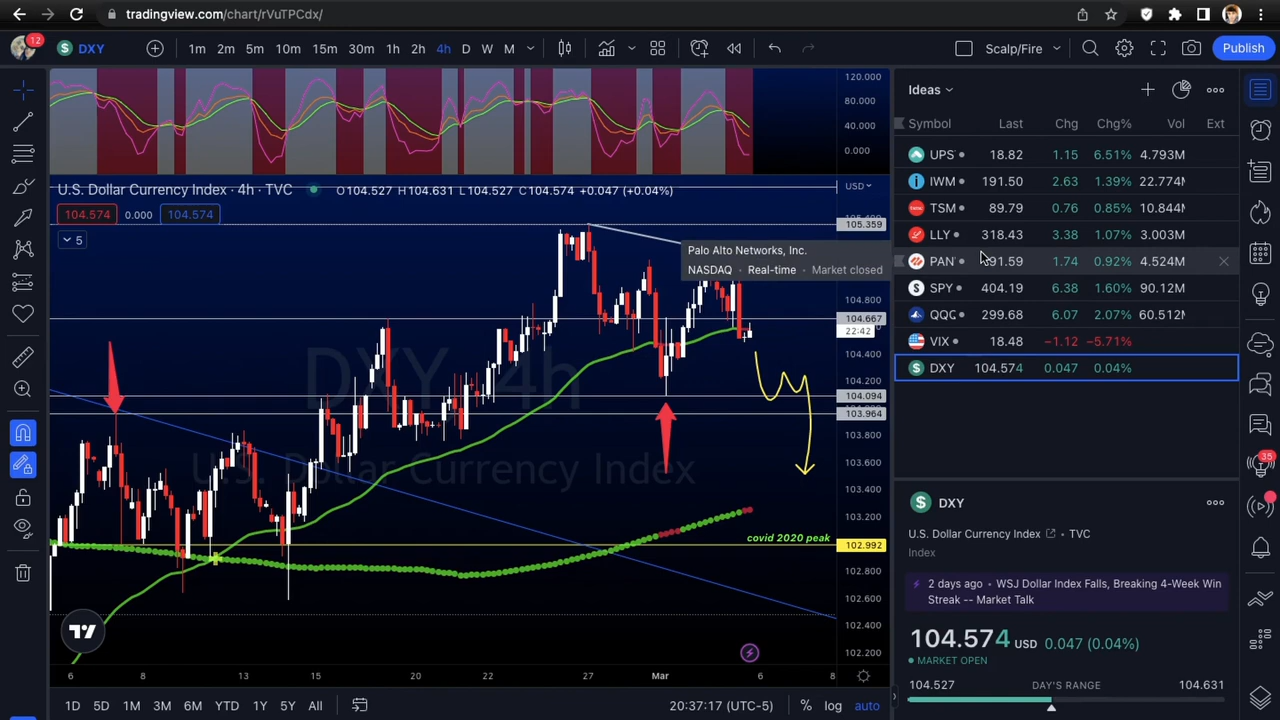 tradingview.com/chart/rVuTPCdx/
12
DXY
1m 2m 5m 10m 15m 30m 1h 2h 4h D W M
Scalp/Fire
Publish
120.000
80.000
40.000
0.000
U.S. Dollar Currency Index · 4h · TVC
O104.527 H104.631 L104.527 C104.574 +0.047 (+0.04%)
USD
104.574 0.000 104.574
5
105.359
Palo Alto Networks, Inc.
NASDAQ · Real-time · Market closed
104.800
104.667
22:42
104.400
104.200
104.094
103.964
103.800
103.600
103.400
103.200
covid 2020 peak
102.992
102.800
102.600
102.400
102.200
DXY, 4h
U.S. Dollar Currency Index
6 8 13 15 20 22 27 Mar 6 8
1D 5D 1M 3M 6M YTD 1Y 5Y All
20:37:17 (UTC-5)
% log auto
Ideas
Symbol Last Chg Chg% Vol Ext
UPS 18.82 1.15 6.51% 4.793M
IWM 191.50 2.63 1.39% 22.774M
TSM 89.79 0.76 0.85% 10.844M
LLY 318.43 3.38 1.07% 3.003M
PAN 191.59 1.74 0.92% 4.524M
SPY 404.19 6.38 1.60% 90.12M
QQC 299.68 6.07 2.07% 60.512M
VIX 18.48 −1.12 −5.71%
DXY 104.574 0.047 0.04%
DXY
U.S. Dollar Currency Index · TVC
Index
2 days ago · WSJ Dollar Index Falls, Breaking 4-Week Win
Streak -- Market Talk
104.574 USD 0.047 (0.04%)
MARKET OPEN
104.527 DAY'S RANGE 104.631
35